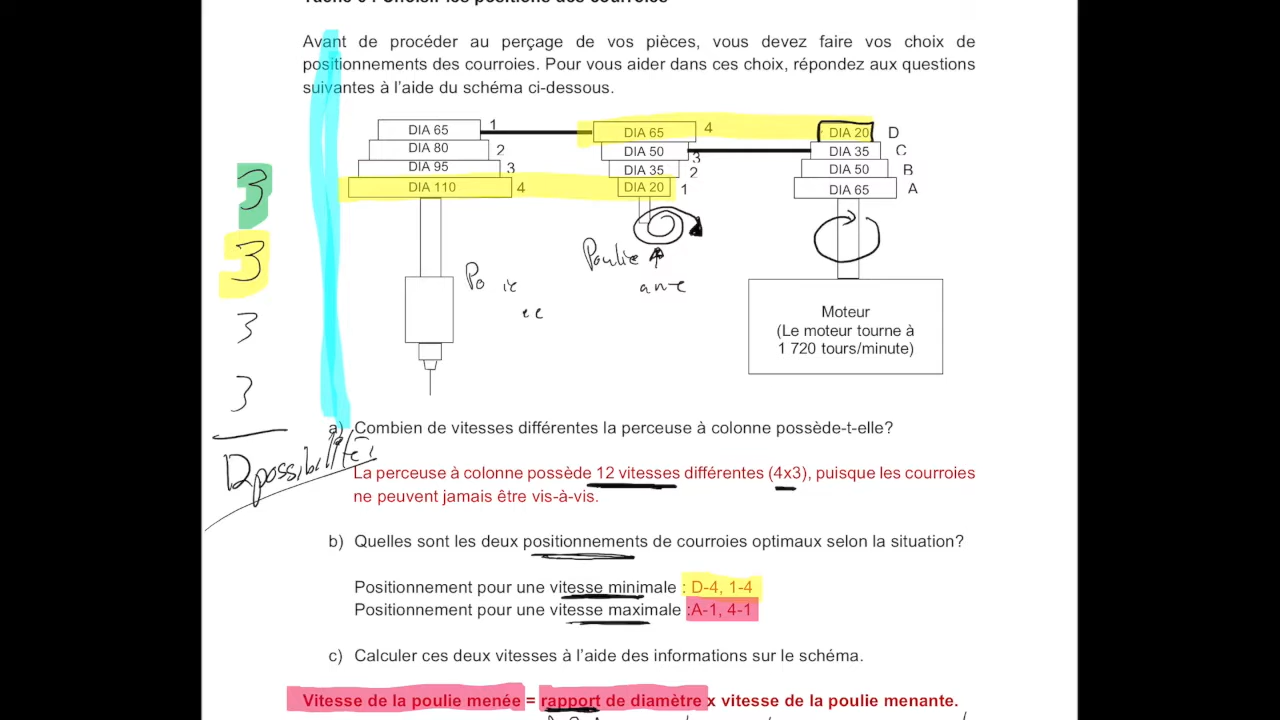 Avant de procéder au perçage de vos pièces, vous devez faire vos choix de
positionnements des courroies. Pour vous aider dans ces choix, répondez aux questions
suivantes à l'aide du schéma ci-dessous.
DIA 65 1
DIA 80 2
DIA 95 3
DIA 110 4
DIA 65 4
DIA 50 3
DIA 35 2
DIA 20 1
DIA 20 D
DIA 35 C
DIA 50 B
DIA 65 A
3
3
3
3
12 possibilités
Poulie
Moteur
(Le moteur tourne à
1 720 tours/minute)
a) Combien de vitesses différentes la perceuse à colonne possède-t-elle?
La perceuse à colonne possède 12 vitesses différentes (4x3), puisque les courroies
ne peuvent jamais être vis-à-vis.
b) Quelles sont les deux positionnements de courroies optimaux selon la situation?
Positionnement pour une vitesse minimale : D-4, 1-4
Positionnement pour une vitesse maximale :A-1, 4-1
c) Calculer ces deux vitesses à l'aide des informations sur le schéma.
Vitesse de la poulie menée = rapport de diamètre x vitesse de la poulie menante.